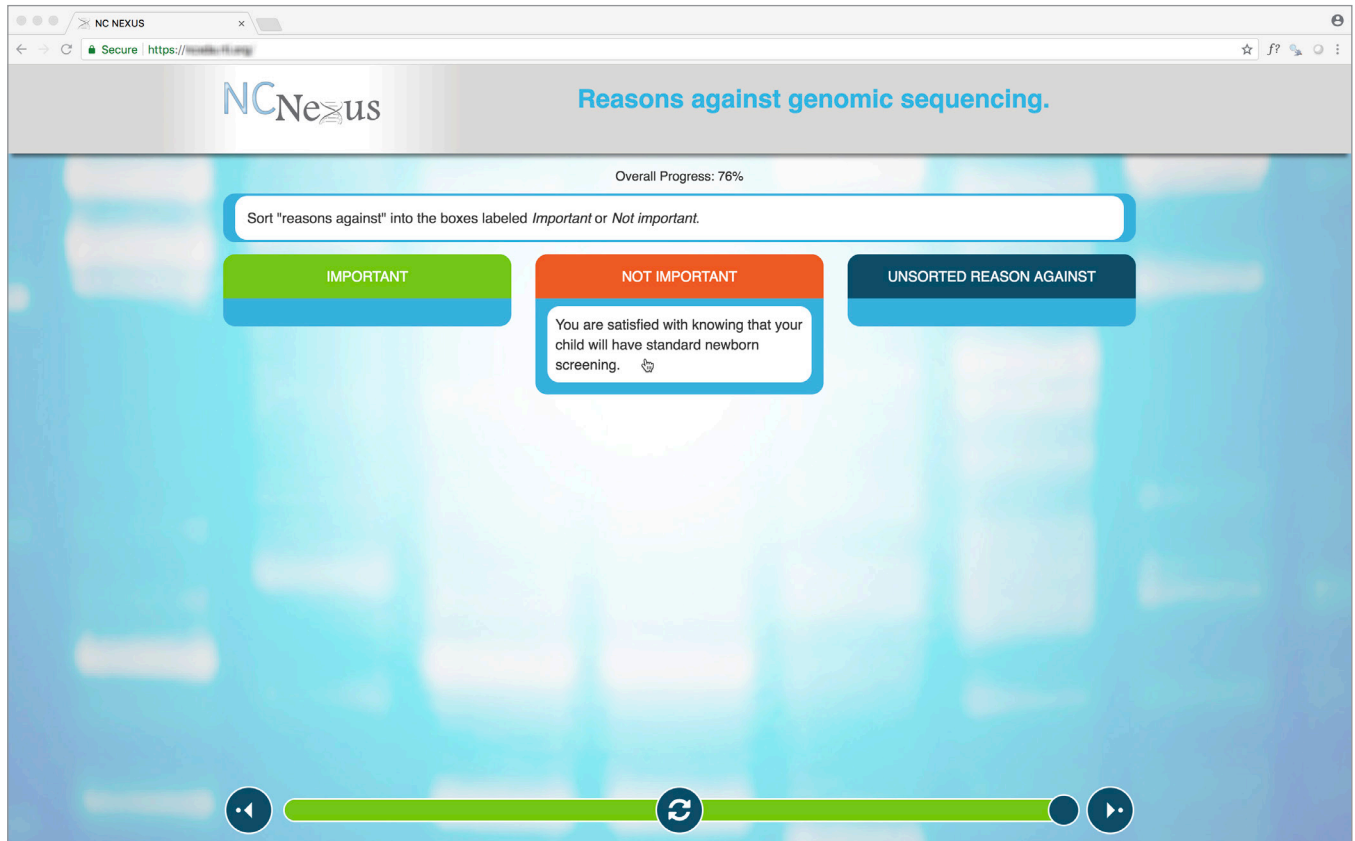 NC NEXUS
Secure https://
f?
NCNexus
Reasons against genomic sequencing.
Overall Progress: 76%
Sort "reasons against" into the boxes labeled Important or Not important.
IMPORTANT
NOT IMPORTANT
UNSORTED REASON AGAINST
You are satisfied with knowing that your
child will have standard newborn
screening.